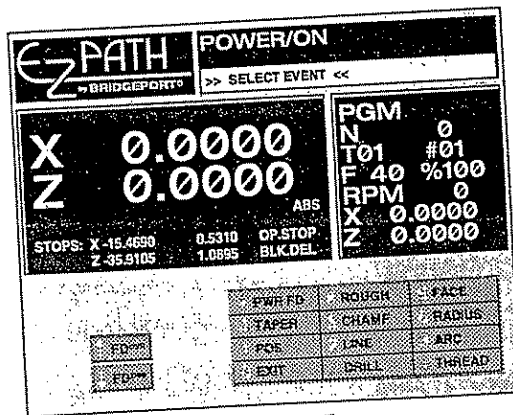 EZ PATH
by BRIDGEPORT®
POWER/ON
>> SELECT EVENT <<
X 0.0000
Z 0.0000
ABS
STOPS: X -15.4690 0.5310 OP.STOP
Z -35.9105 1.0895 BLK.DEL
PGM
N 0
T01 #01
F 40 %100
RPM 0
X 0.0000
Z 0.0000
PWR FD ROUGH FACE
TAPER CHAMF RADIUS
POS LINE ARC
EXIT DRILL THREAD
FD
FD